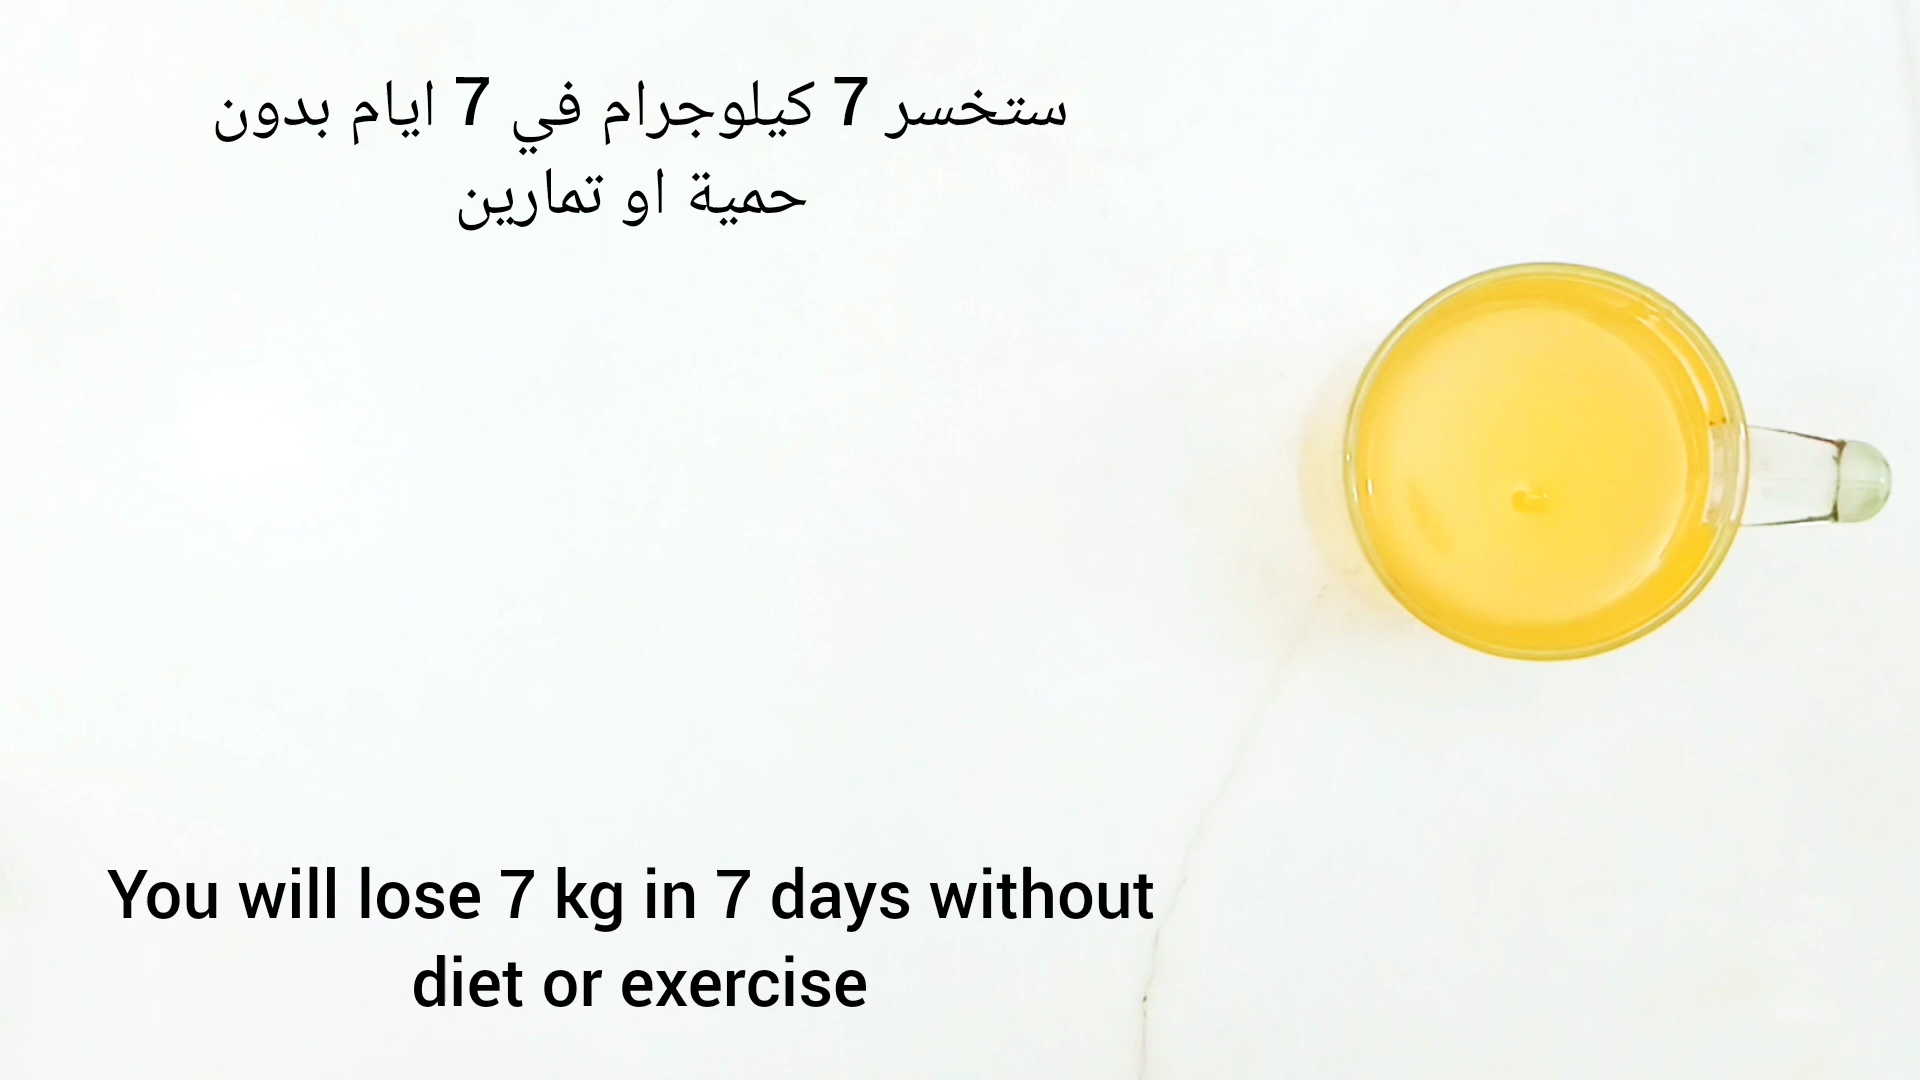 ستخسر 7 كيلوجرام في 7 ايام بدون
حمية او تمارين
You will lose 7 kg in 7 days without
diet or exercise